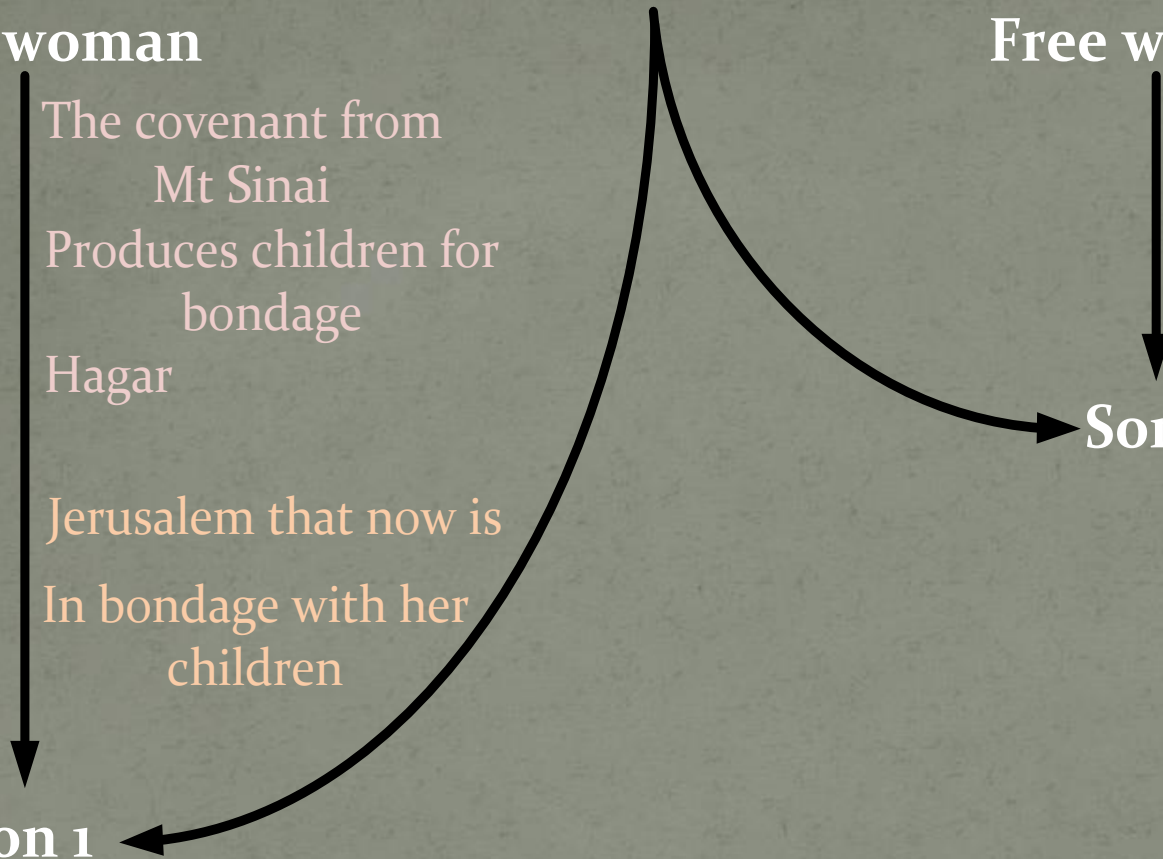 woman
Free w
The covenant from
Mt Sinai
Produces children for
bondage
Hagar
Jerusalem that now is
In bondage with her
children
on 1